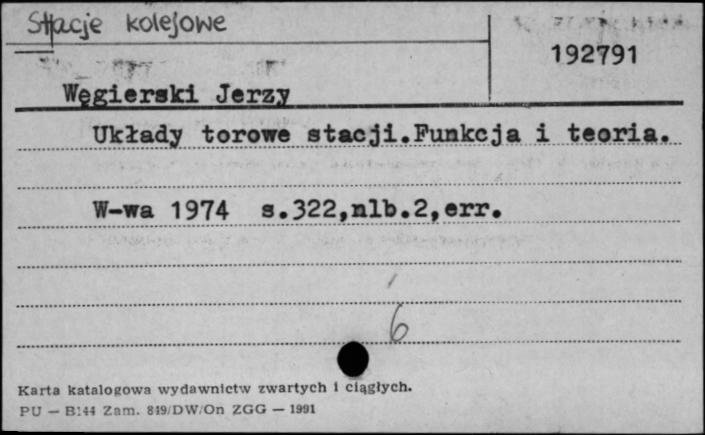 Stacje kolejowe
192791
Węgierski Jerzy
Układy torowe stacji.Funkcja i teoria.
W-wa 1974 s.322,nlb.2,err.
6
Karta katalogowa wydawnictw zwartych i ciągłych.
PU — B144 Zam. 849/DW/On ZGG — 1991